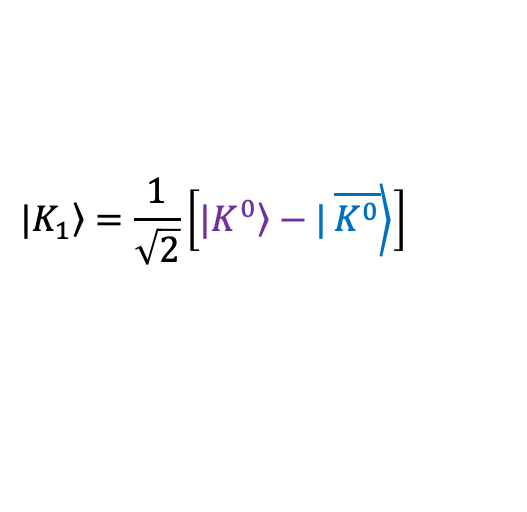 |K₁⟩ = 1/√2 [|K⁰⟩ − | K̅⁰̅⟩]